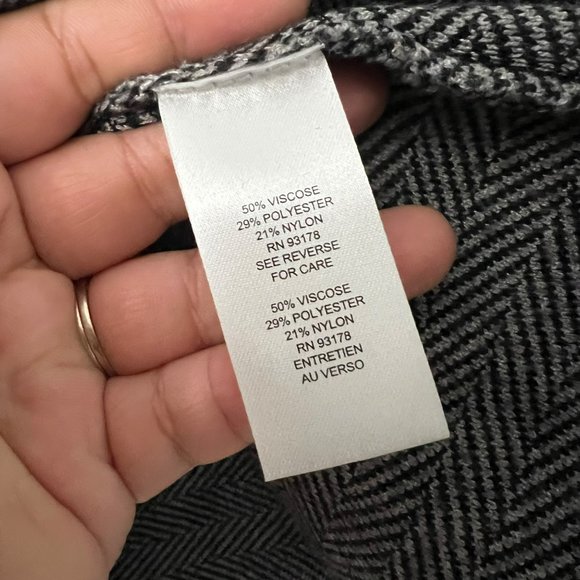 50% VISCOSE
29% POLYESTER
21% NYLON
RN 93178
SEE REVERSE
FOR CARE
50% VISCOSE
29% POLYESTER
21% NYLON
RN 93178
ENTRETIEN
AU VERSO